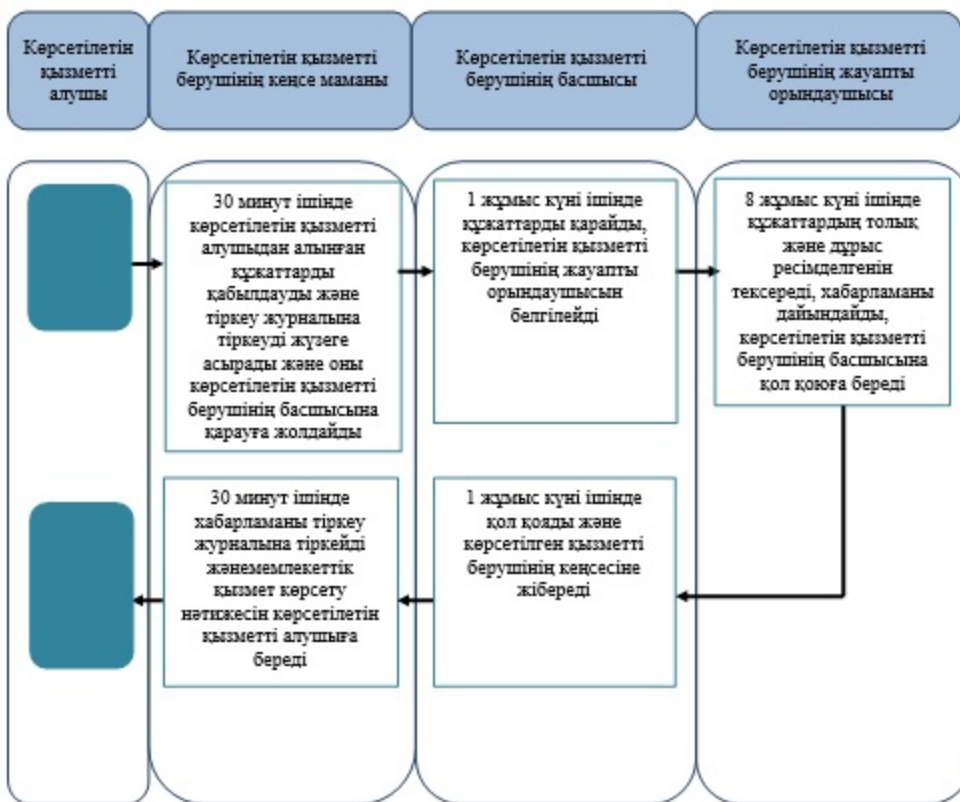 Көрсетілетін
қызметті
алушы
Көрсетілетін қызметті
берушінің кеңсе маманы
Көрсетілетін қызметті
берушінің басшысы
Көрсетілетін қызметті
берушінің жауапты
орындаушысы
30 минут ішінде
көрсетілетін қызметті
алушыдан алынған
құжаттарды
қабылдауды және
тіркеу журналына
тіркеуді жүзеге
асырады және оны
көрсетілетін қызметті
берушінің басшысына
қарауға жолдайды
1 жұмыс күні ішінде
құжаттарды қарайды,
көрсетілетін қызметті
берушінің жауапты
орындаушысын
белгілейді
8 жұмыс күні ішінде
құжаттардың толық
және дұрыс
ресімделгенін
тексереді, хабарламаны
дайындайды,
көрсетілетін қызметті
берушінің басшысына
қол қоюға береді
30 минут ішінде
хабарламаны тіркеу
журналына тіркейді
жәнемемлекеттік
қызмет көрсету
нәтижесін көрсетілетін
қызметті алушыға
береді
1 жұмыс күні ішінде
қол қояды және
көрсетілген қызметті
берушінің кеңсесіне
жібереді